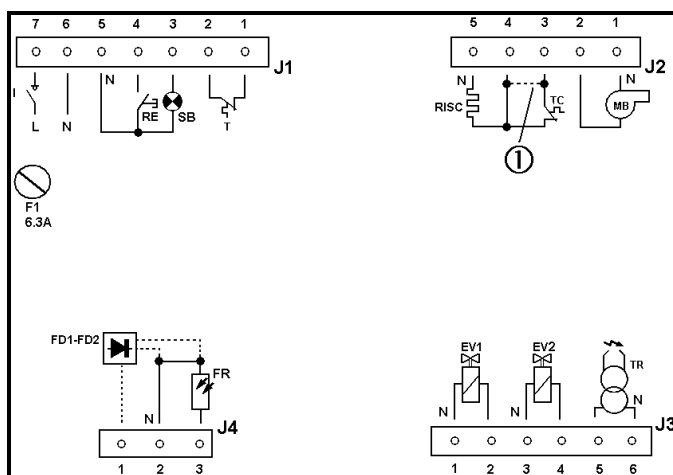 7 6 5 4 3 2 1
J1
I
L
N
N
RE
SB
T
5 4 3 2 1
J2
N
N
RISC
TC
MB
1
F1
6.3A
FD1-FD2
FR
N
J4
1 2 3
EV1
EV2
TR
N
N
N
J3
1 2 3 4 5 6